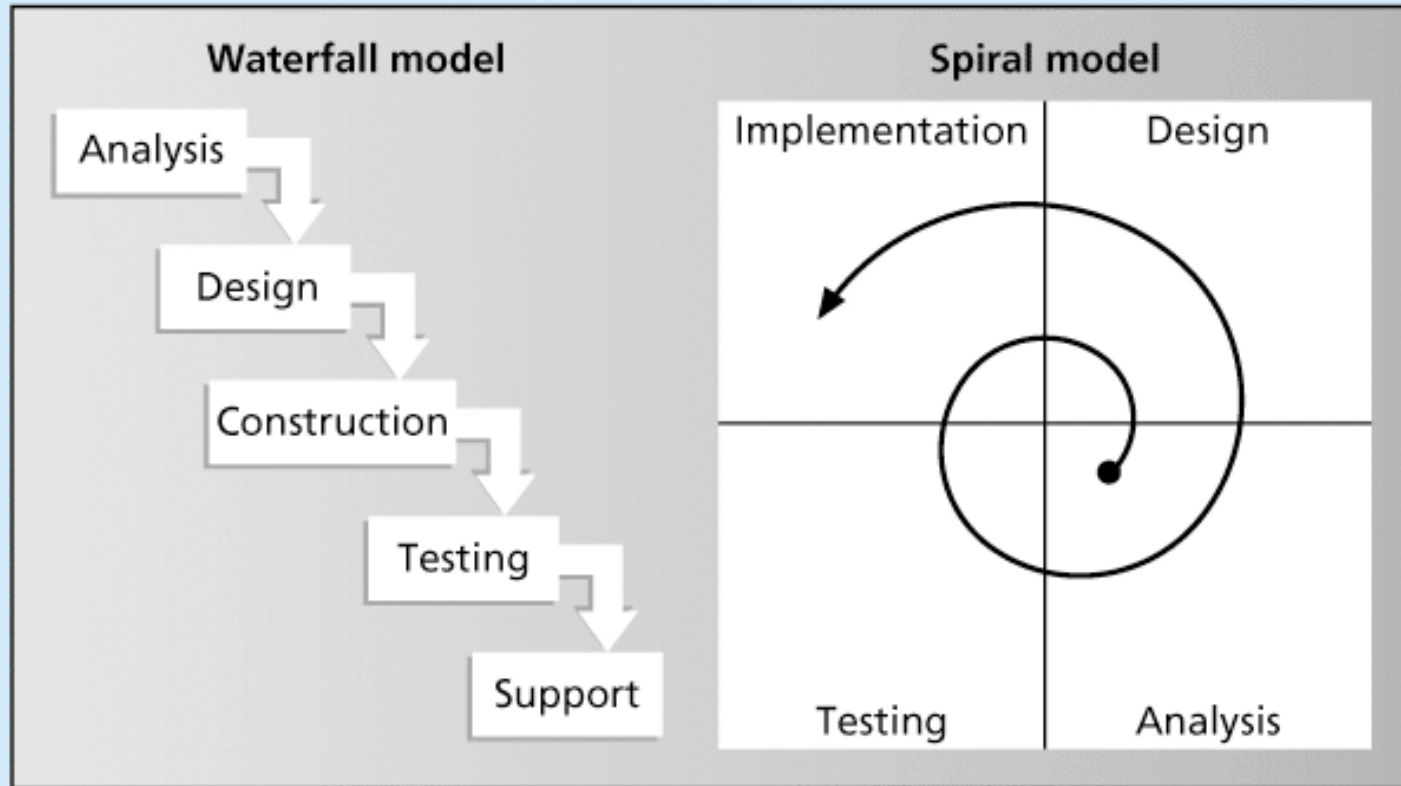 Waterfall model
Analysis
Design
Construction
Testing
Support
Spiral model
Implementation
Design
Testing
Analysis